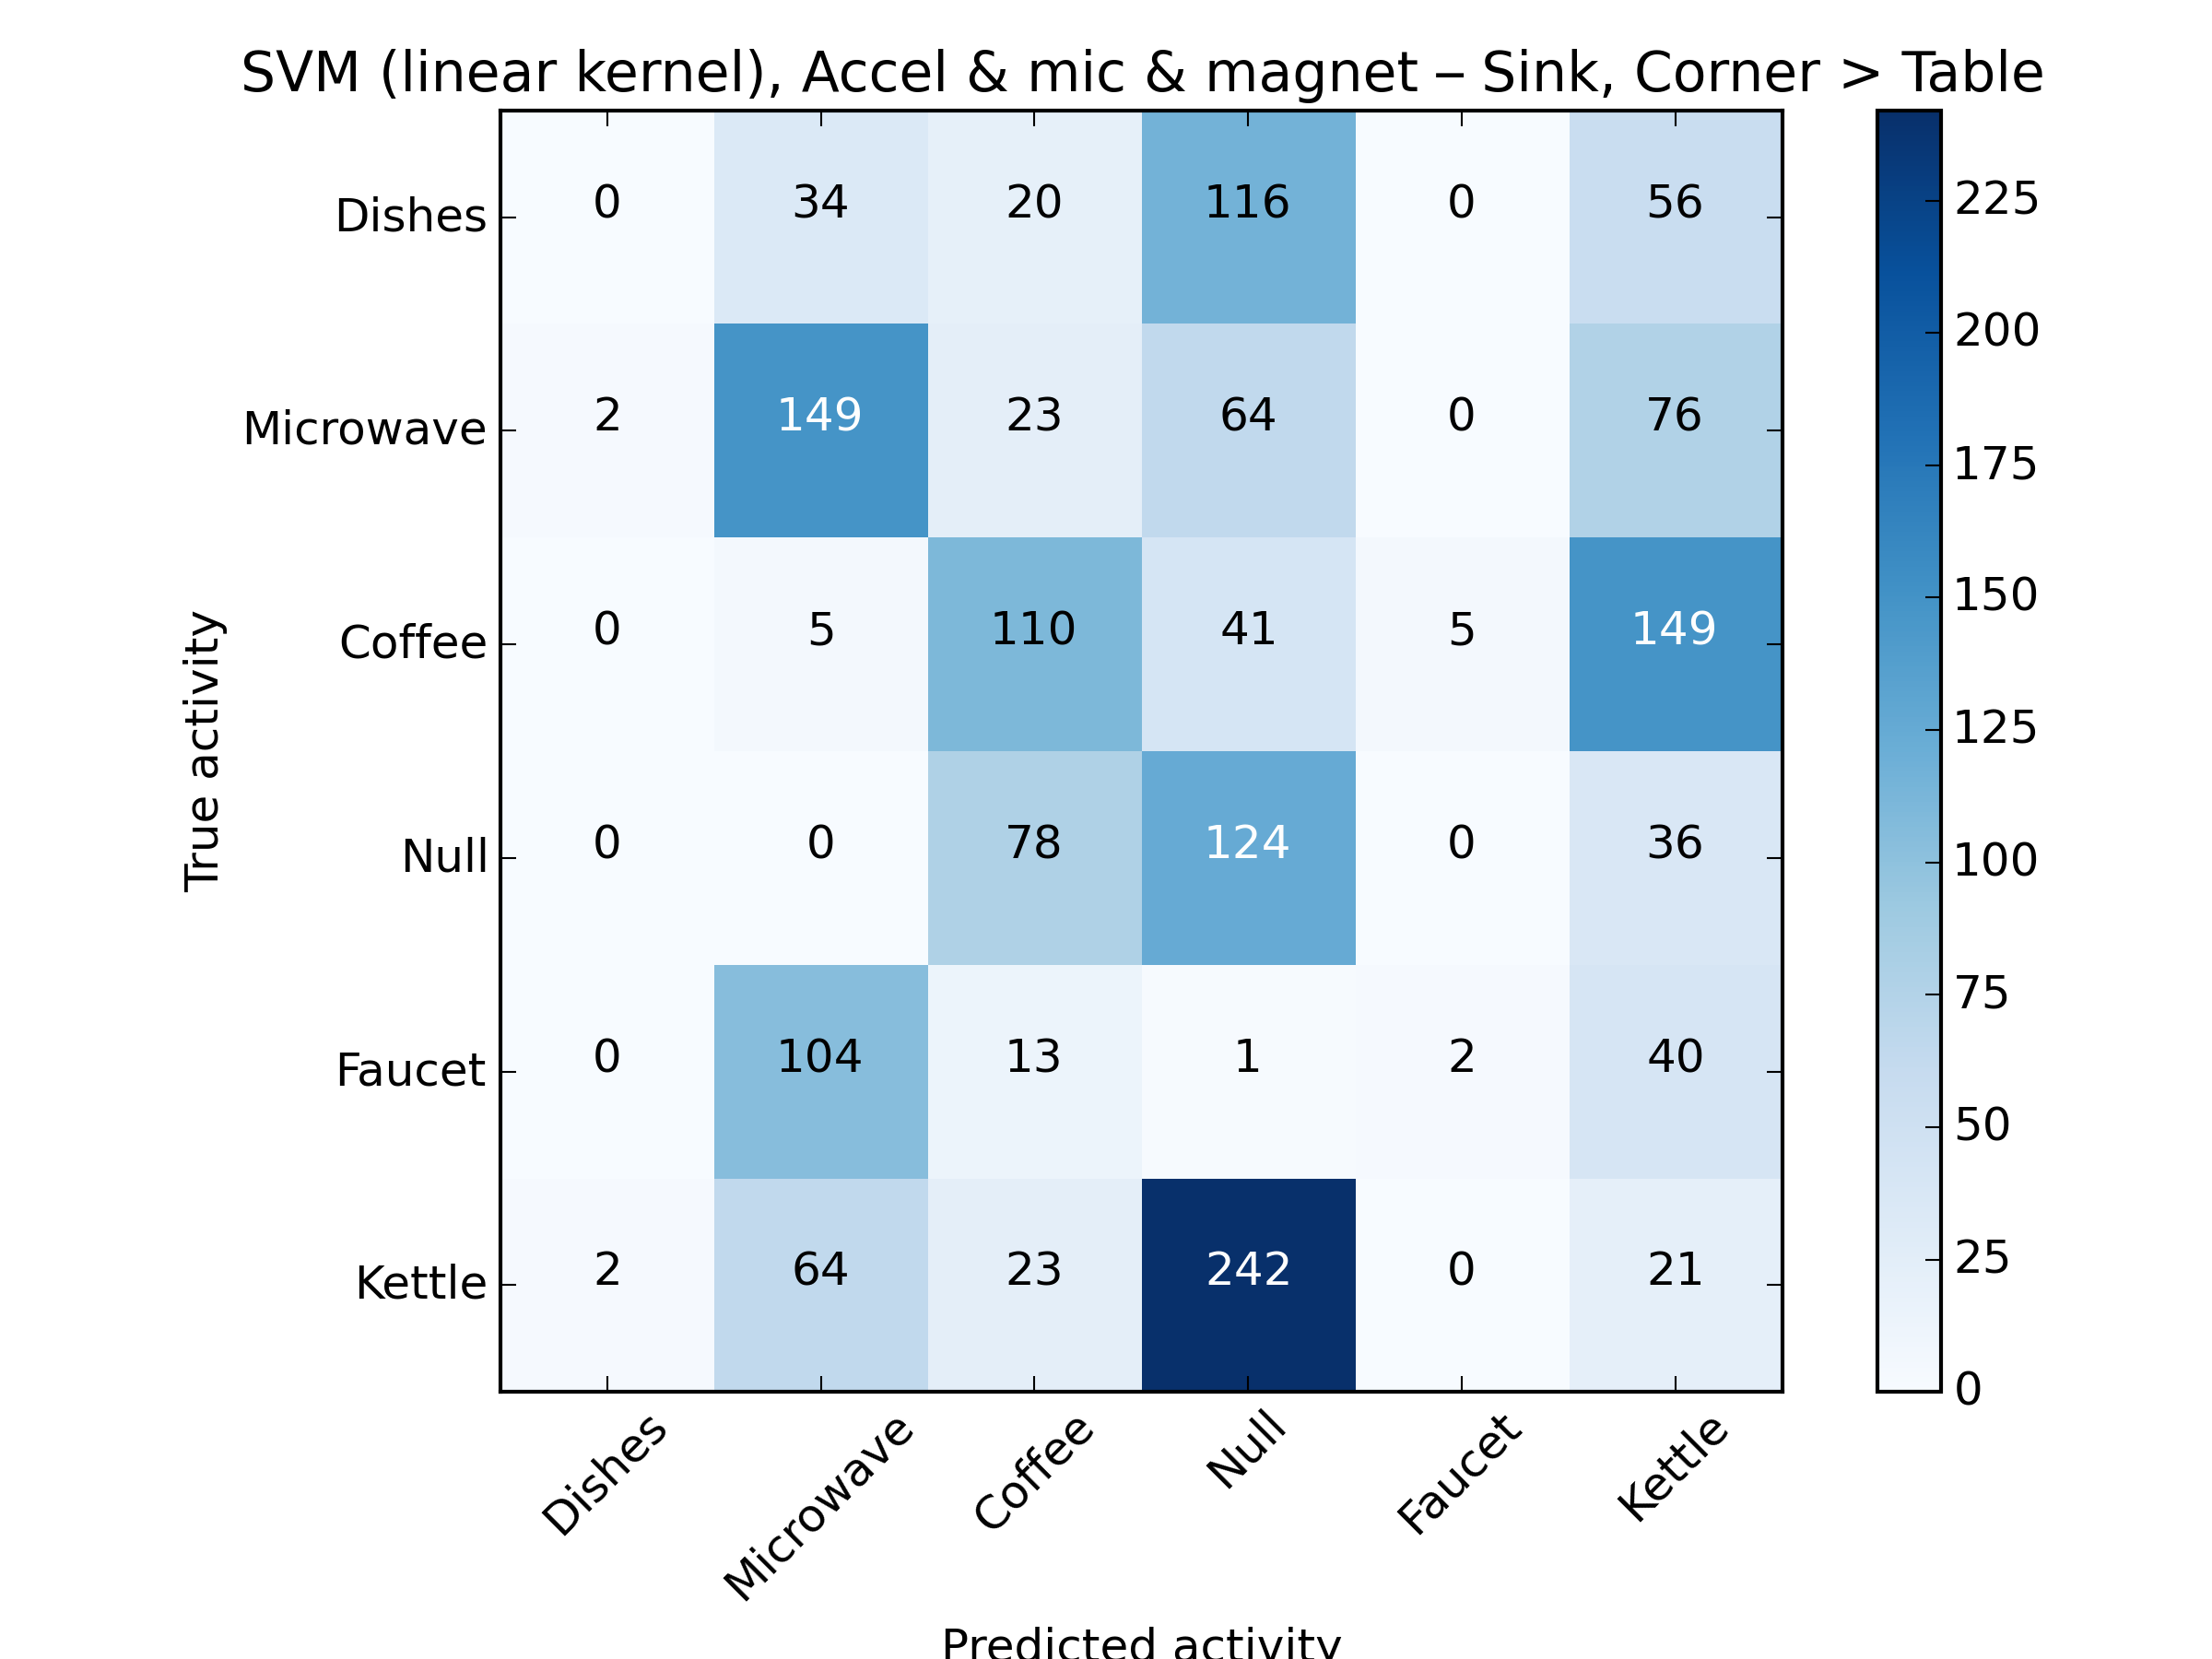 SVM (linear kernel), Accel & mic & magnet – Sink, Corner > Table
Dishes 0 34 20 116 0 56
Microwave 2 149 23 64 0 76
Coffee 0 5 110 41 5 149
Null 0 0 78 124 0 36
Faucet 0 104 13 1 2 40
Kettle 2 64 23 242 0 21
True activity
Dishes Microwave Coffee Null Faucet Kettle
Predicted activity
225
200
175
150
125
100
75
50
25
0